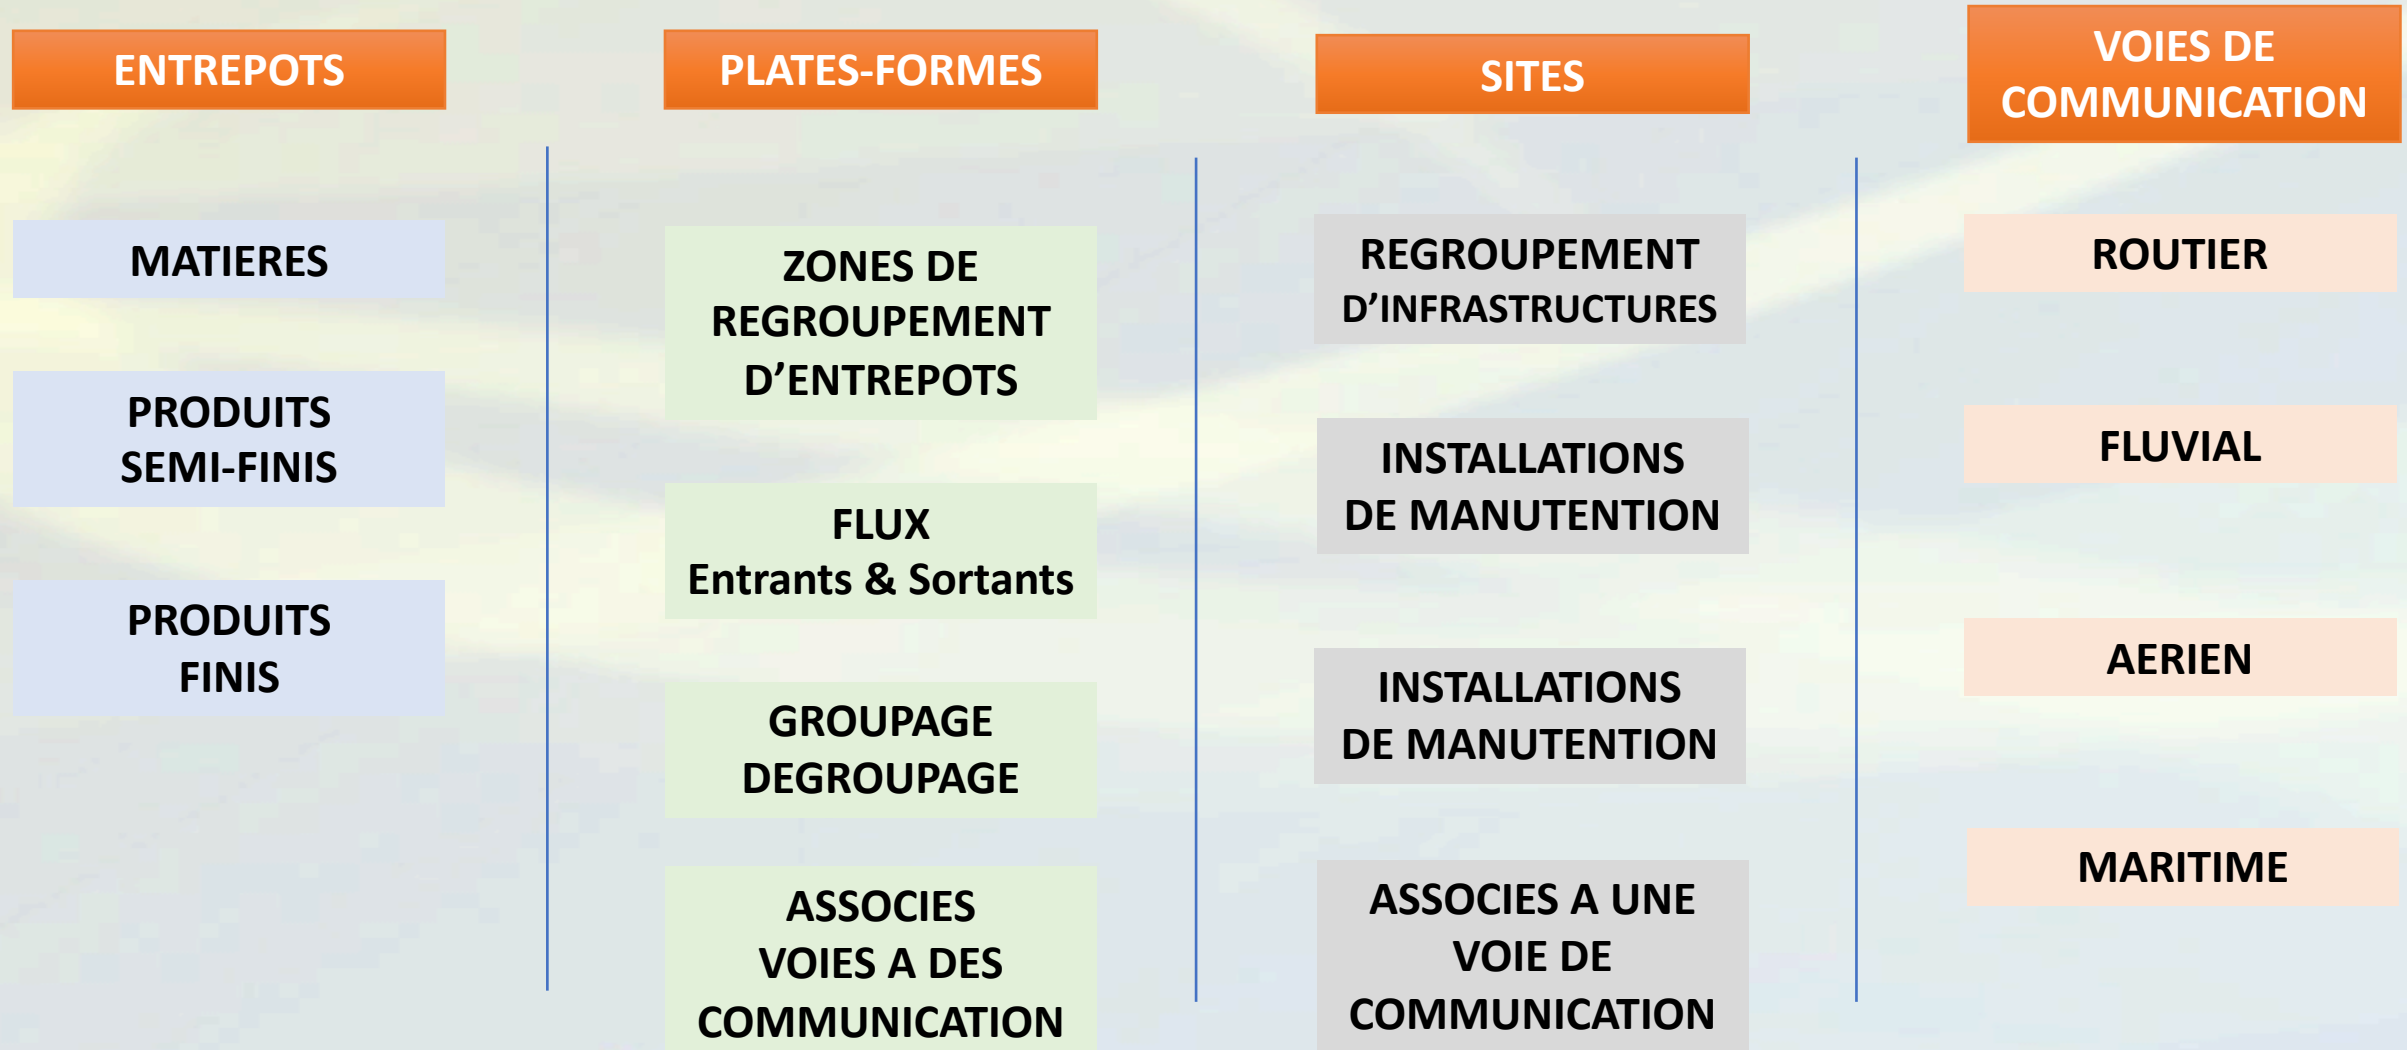 ENTREPOTS
MATIERES
PRODUITS
SEMI-FINIS
PRODUITS
FINIS
PLATES-FORMES
ZONES DE
REGROUPEMENT
D’ENTREPOTS
FLUX
Entrants & Sortants
GROUPAGE
DEGROUPAGE
ASSOCIES
VOIES A DES
COMMUNICATION
SITES
REGROUPEMENT
D’INFRASTRUCTURES
INSTALLATIONS
DE MANUTENTION
INSTALLATIONS
DE MANUTENTION
ASSOCIES A UNE
VOIE DE
COMMUNICATION
VOIES DE
COMMUNICATION
ROUTIER
FLUVIAL
AERIEN
MARITIME